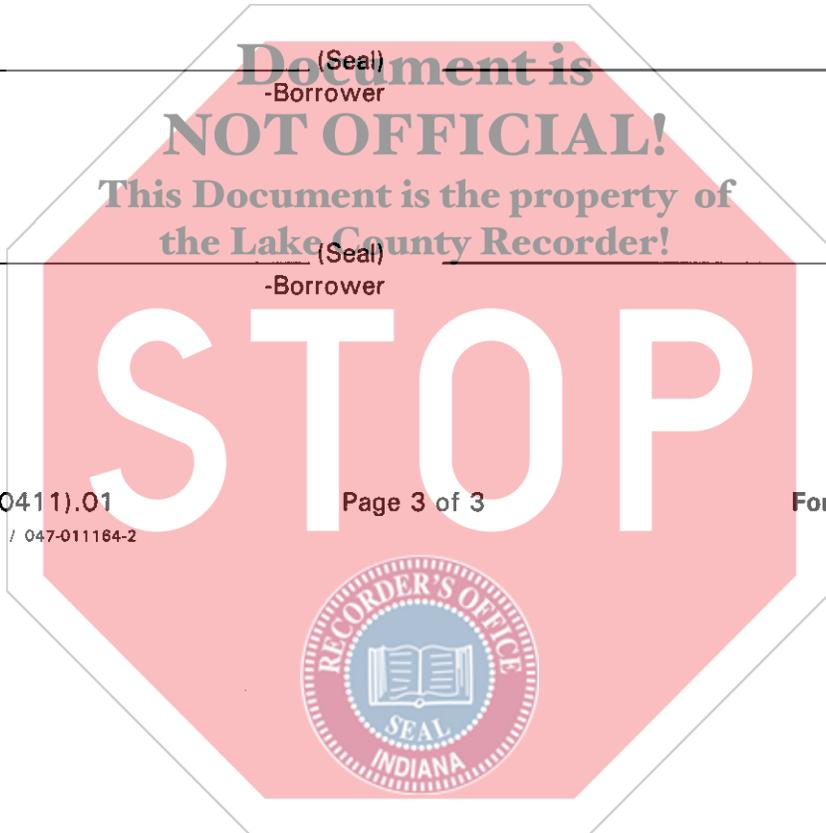 Document is
(Seal)
-Borrower
NOT OFFICIAL!
This Document is the property of
the Lake County Recorder!
(Seal)
-Borrower
STOP
0411).01 Page 3 of 3
/ 047-011164-2
RECORDER'S OFFICE
SEAL
INDIANA